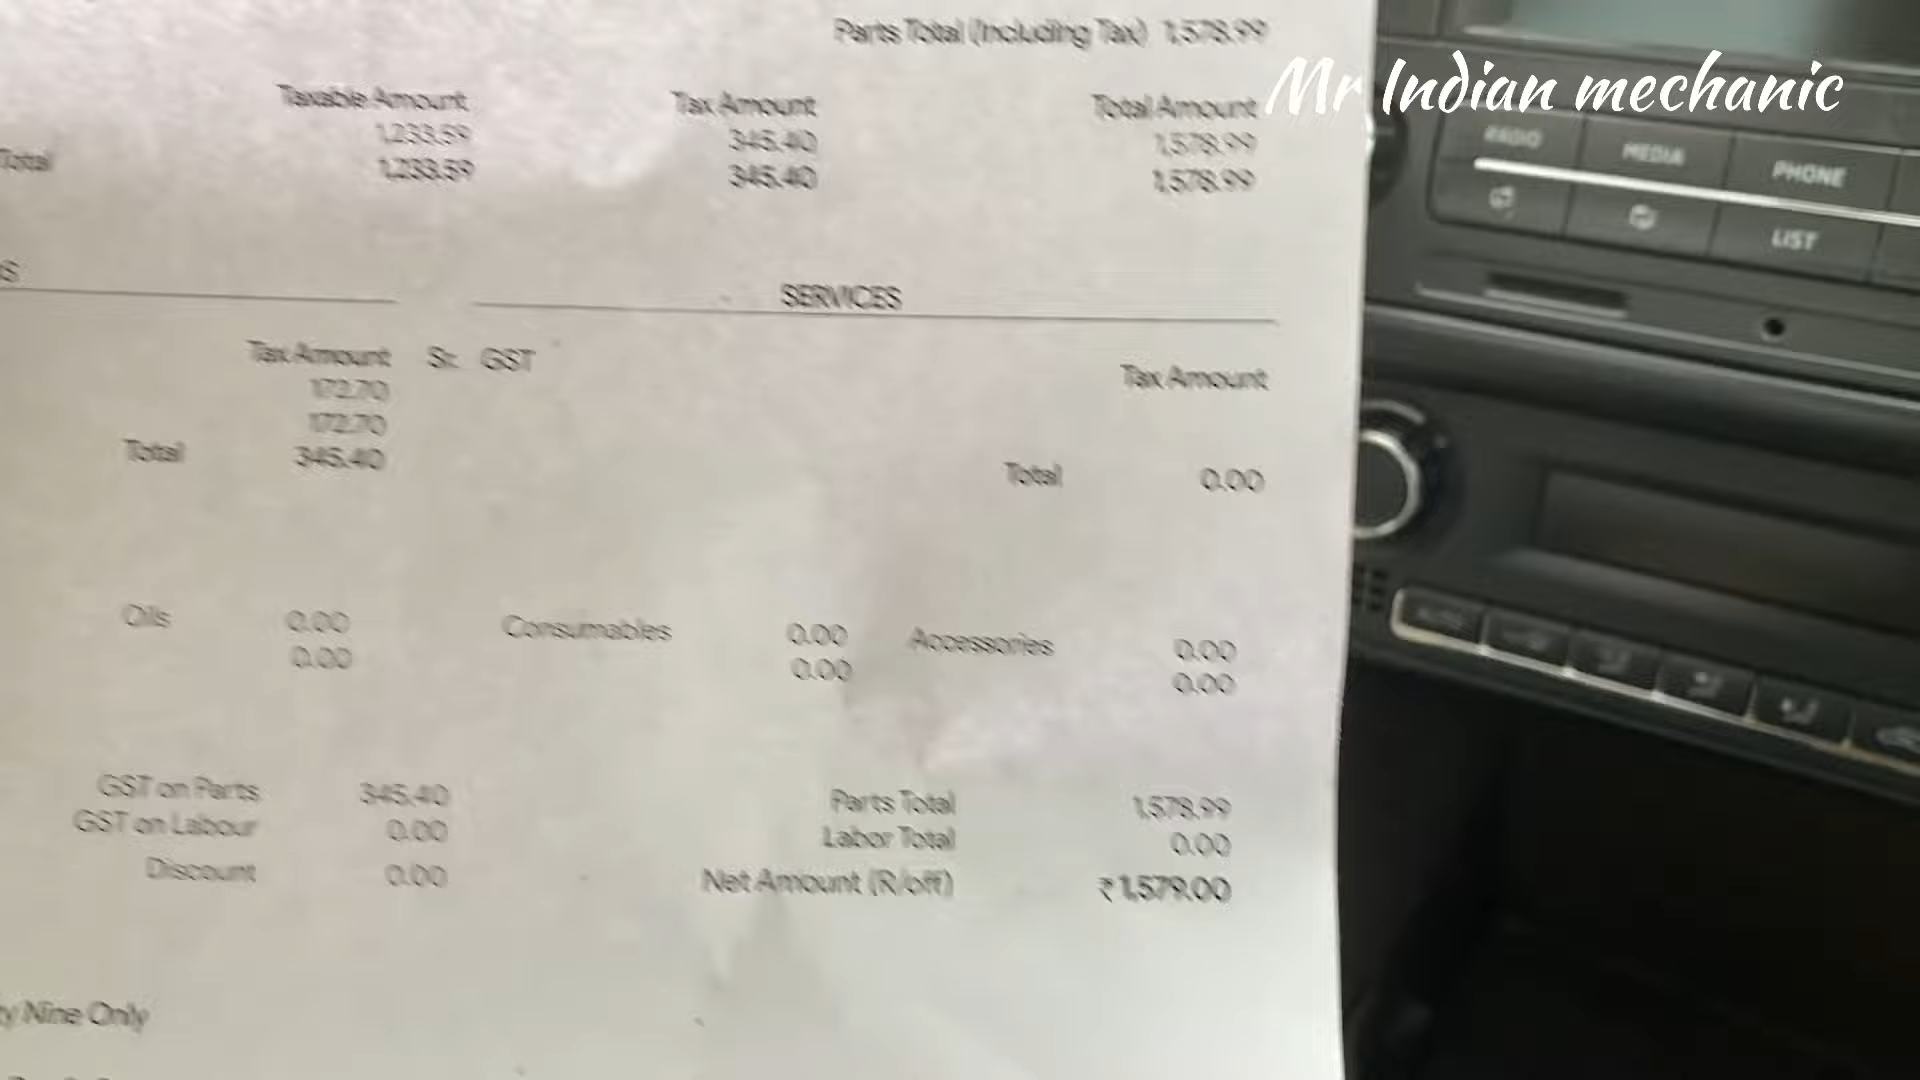 Parts Total (Including Tax) 1,578.99
Mr Indian mechanic
Taxable Amount Tax Amount Total Amount
1,233.59 345.40 1,578.99
Total 1,233.59 345.40 1,578.99
SERVICES
Tax Amount Sr. GST Tax Amount
172.70
172.70
Total 345.40 Total 0.00
Oils 0.00 Consumables 0.00 Accessories 0.00
0.00 0.00 0.00
GST on Parts 345.40 Parts Total 1,578.99
GST on Labour 0.00 Labor Total 0.00
Discount 0.00 Net Amount (R/off) ₹1,579.00
Nine Only
RADIO MEDIA PHONE
LIST
AUTO